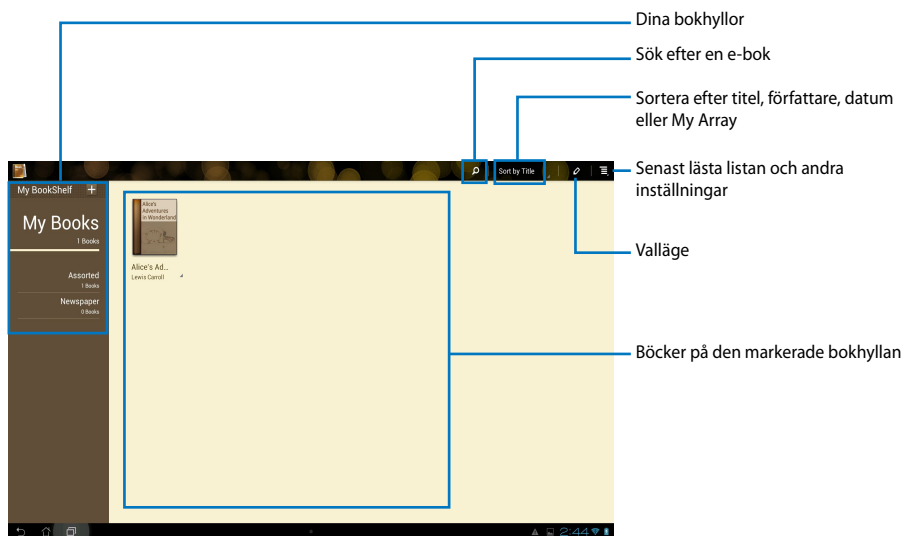 Dina bokhyllor
Sök efter en e-bok
Sortera efter titel, författare, datum
eller My Array
Sort by Title
Senast lästa listan och andra
inställningar
My BookShelf +
My Books
1 Books
Assorted
1 Books
Newspaper
0 Books
Alice's
Adventures
in Wonderland
Alice's Ad...
Lewis Carroll
Valläge
Böcker på den markerade bokhyllan
2:44